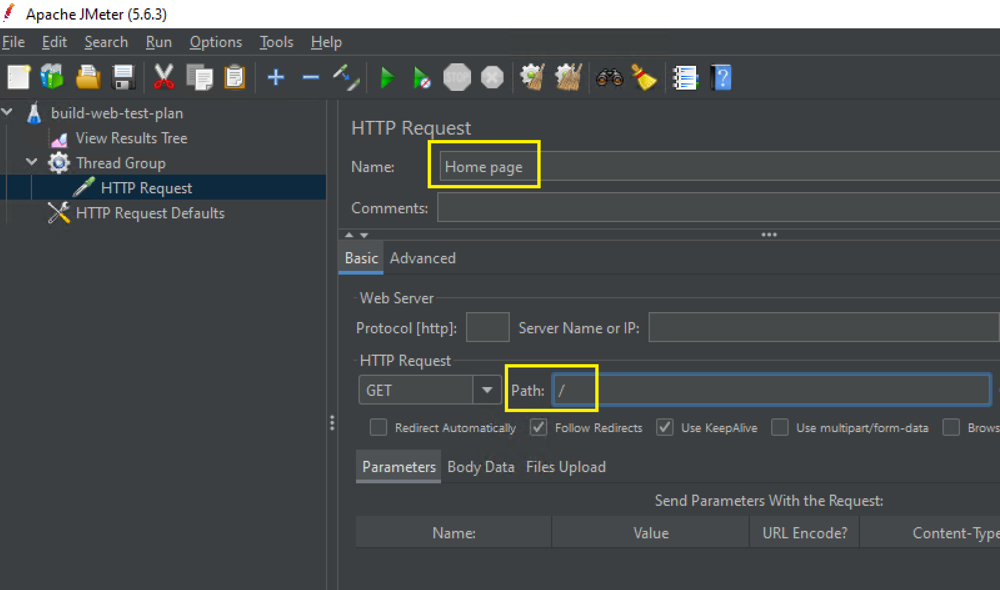 Apache JMeter (5.6.3)
File Edit Search Run Options Tools Help
STOP
?
build-web-test-plan
View Results Tree
Thread Group
HTTP Request
HTTP Request Defaults
HTTP Request
Name: Home page
Comments:
Basic Advanced
Web Server
Protocol [http]: Server Name or IP:
HTTP Request
GET Path: /
Redirect Automatically Follow Redirects Use KeepAlive Use multipart/form-data Brows
Parameters Body Data Files Upload
Send Parameters With the Request:
Name: Value URL Encode? Content-Type